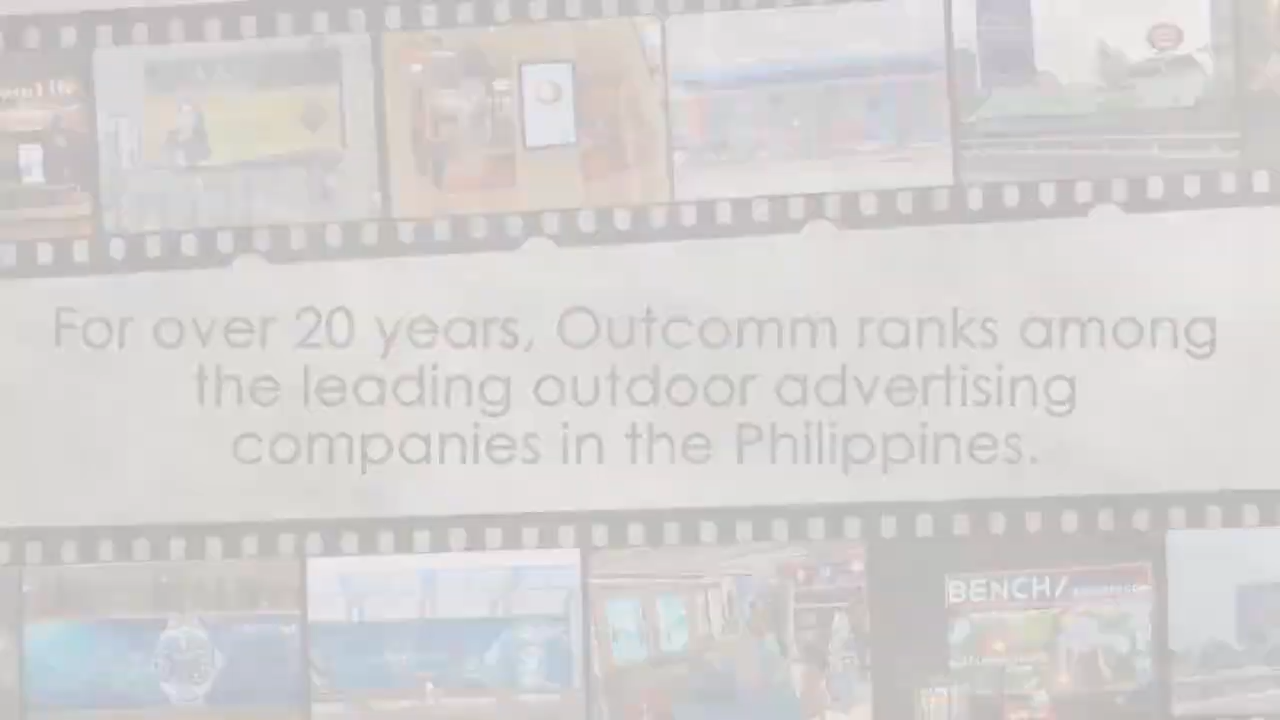 For over 20 years, Outcomm ranks among
the leading outdoor advertising
companies in the Philippines.
BENCH/